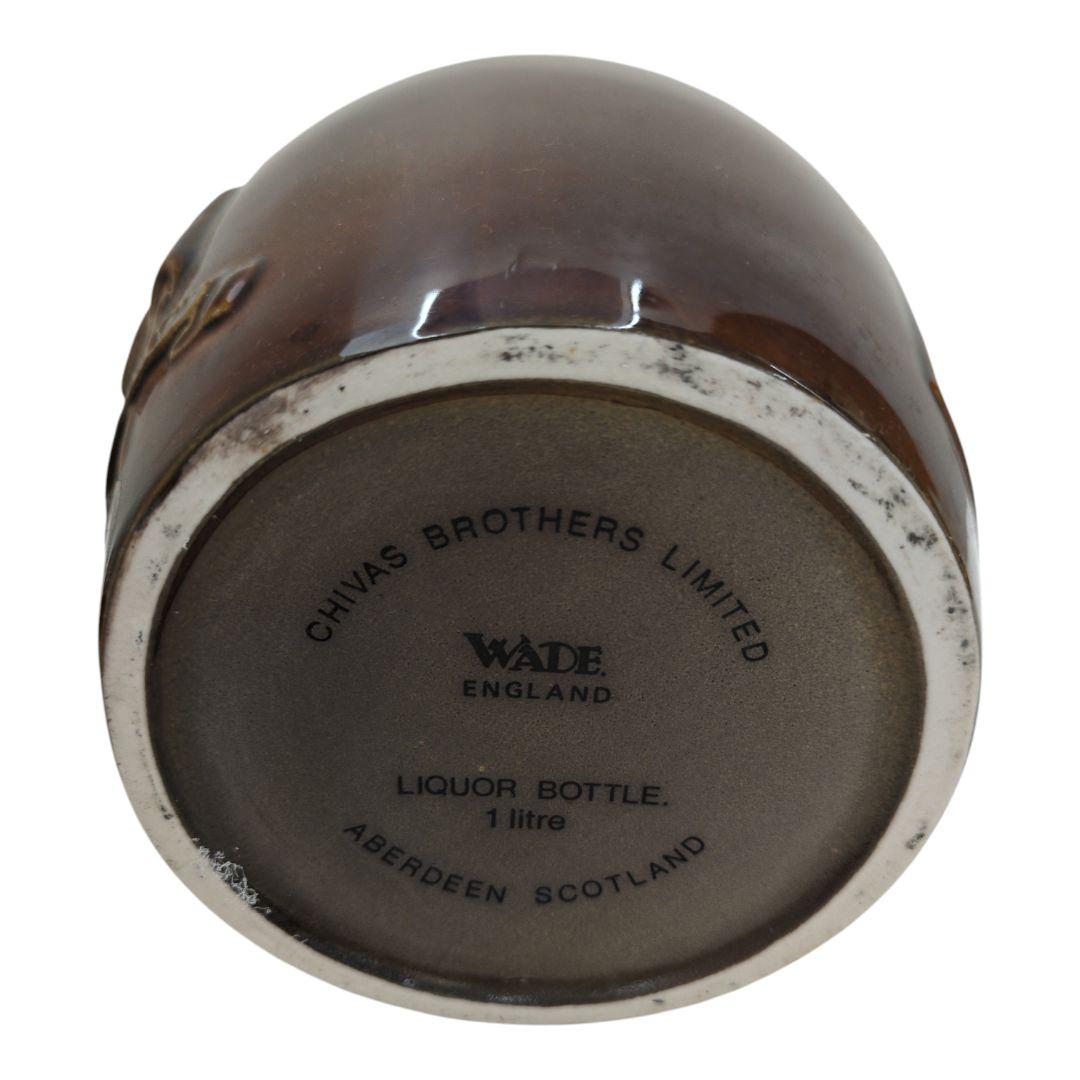 CHIVAS BROTHERS LIMITED
WADE.
ENGLAND
LIQUOR BOTTLE.
1 litre
ABERDEEN SCOTLAND